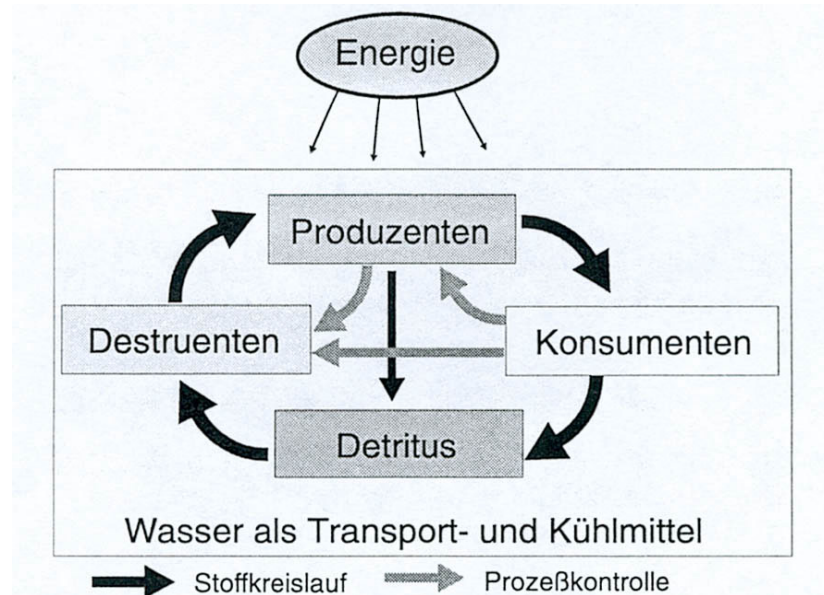 Energie
Produzenten
Destruenten
Konsumenten
Detritus
Wasser als Transport- und Kühlmittel
Stoffkreislauf
Prozeßkontrolle